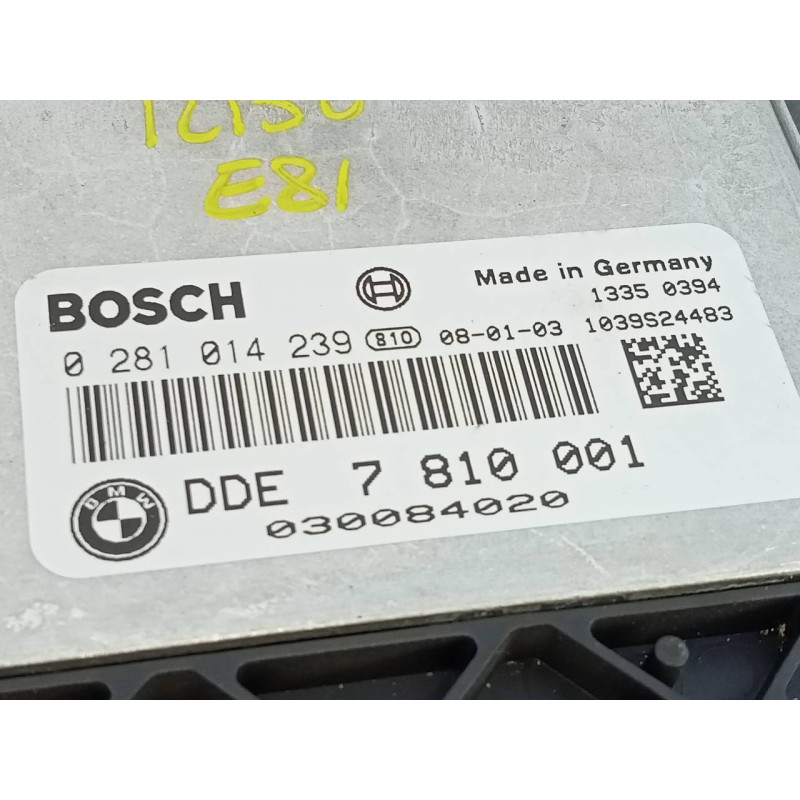 E81
BOSCH
Made in Germany
1335 0394
0 281 014 239 810 08-01-03 1039S24483
BMW
DDE 7 810 001
030084020